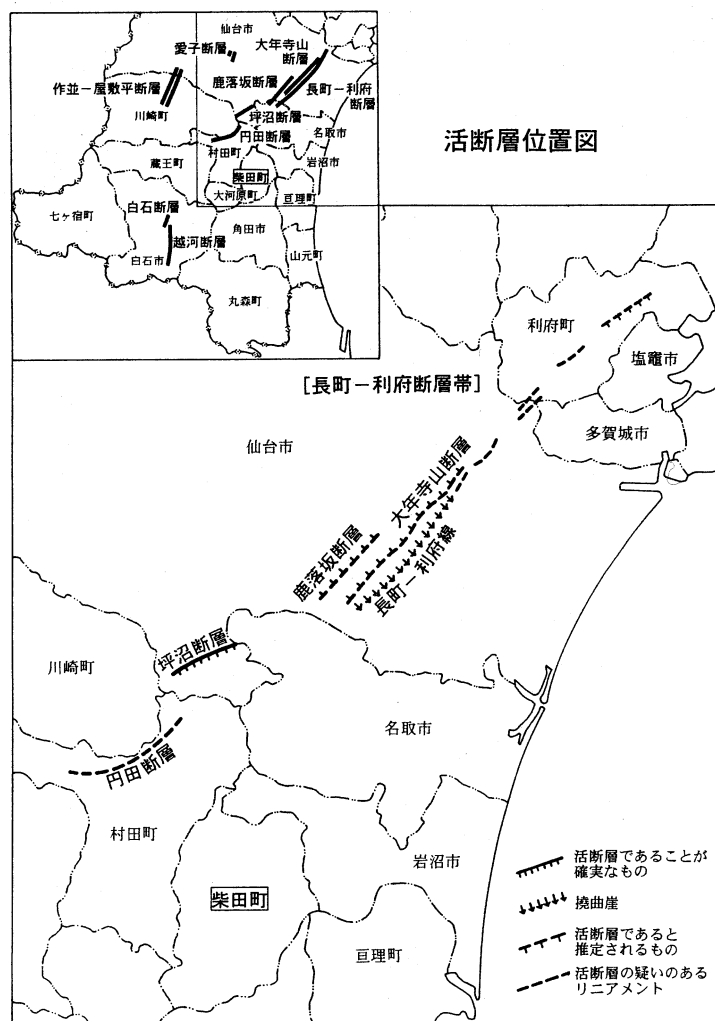 活断層位置図
仙台市
愛子断層
大年寺山
断層
作並－屋敷平断層
鹿落坂断層
長町－利府
断層
川崎町
坪沼断層
円田断層
名取市
村田町
岩沼市
蔵王町
柴田町
大河原町
亘理町
七ヶ宿町
白石断層
越河断層
角田市
白石市
山元町
丸森町
利府町
塩竈市
[長町－利府断層帯]
多賀城市
仙台市
大年寺山断層
鹿落坂断層
長町－利府線
坪沼断層
川崎町
名取市
円田断層
村田町
岩沼市
柴田町
亘理町
活断層であることが
確実なもの
撓曲崖
活断層であると
推定されるもの
活断層の疑いのある
リニアメント